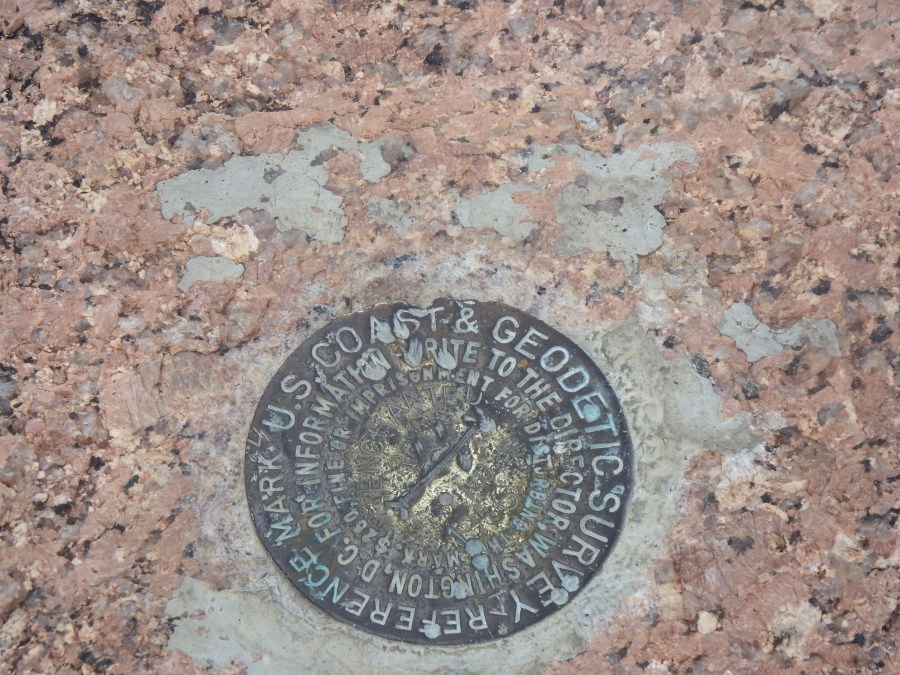 U.S. COAST & GEODETIC SURVEY
REFERENCE MARK
FOR INFORMATION WRITE TO THE DIRECTOR, WASHINGTON, D.C.
$250. FINE OR IMPRISONMENT FOR DISTURBING THIS MARK.